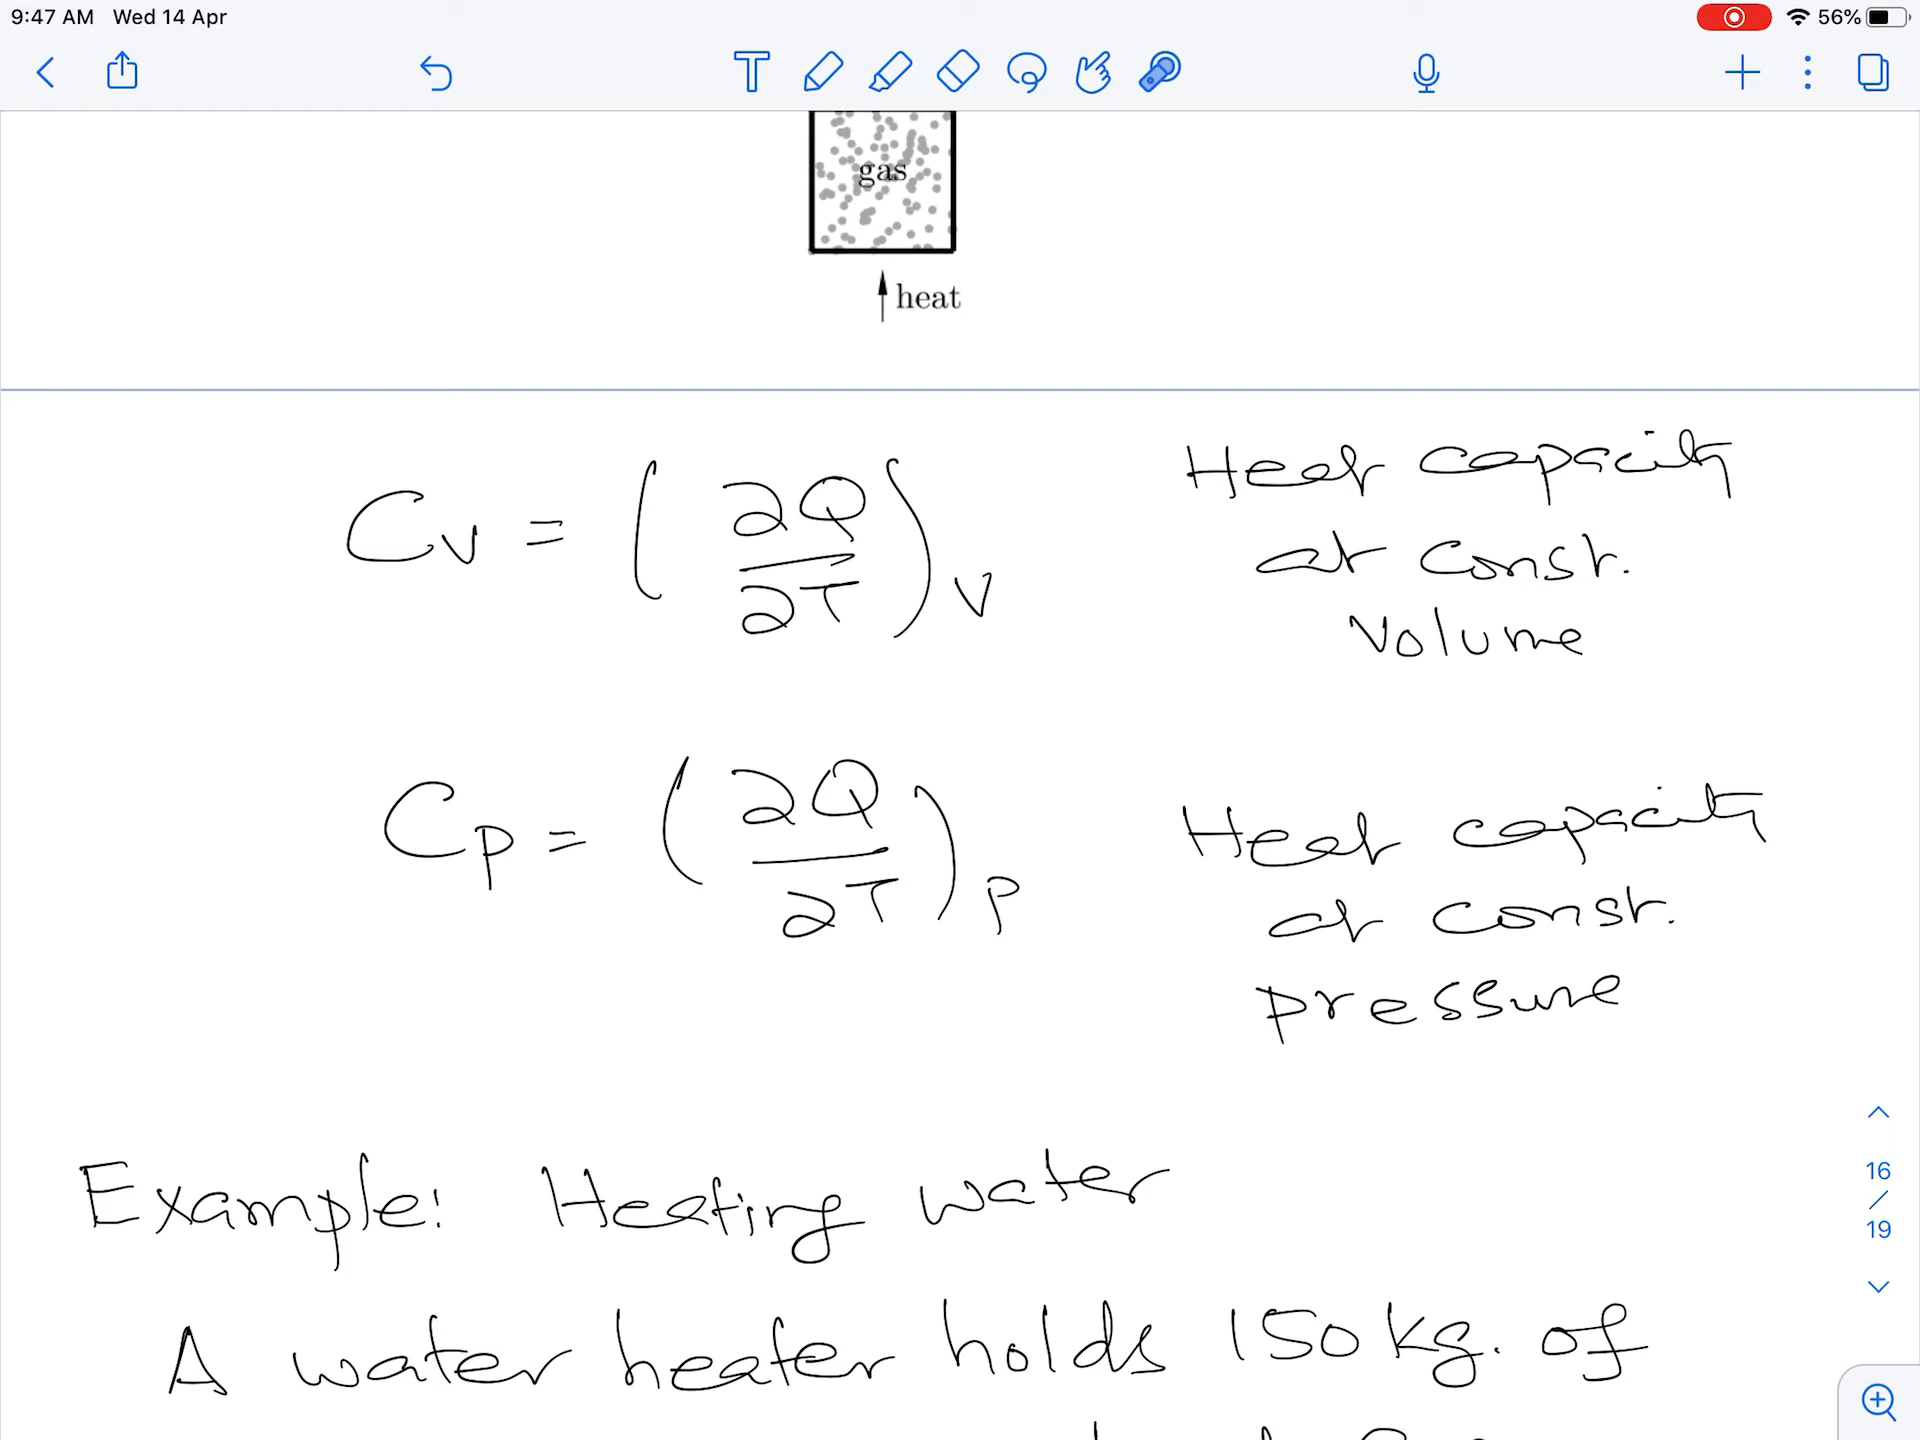 9:47 AM Wed 14 Apr
56%
gas
heat
Cv = (∂Q/∂T)v
Heat capacity
at const.
volume
Cp = (∂Q/∂T)p
Heat capacity
at const.
pressure
Example: Heating water
A water heater holds 150 kg. of
16
/
19